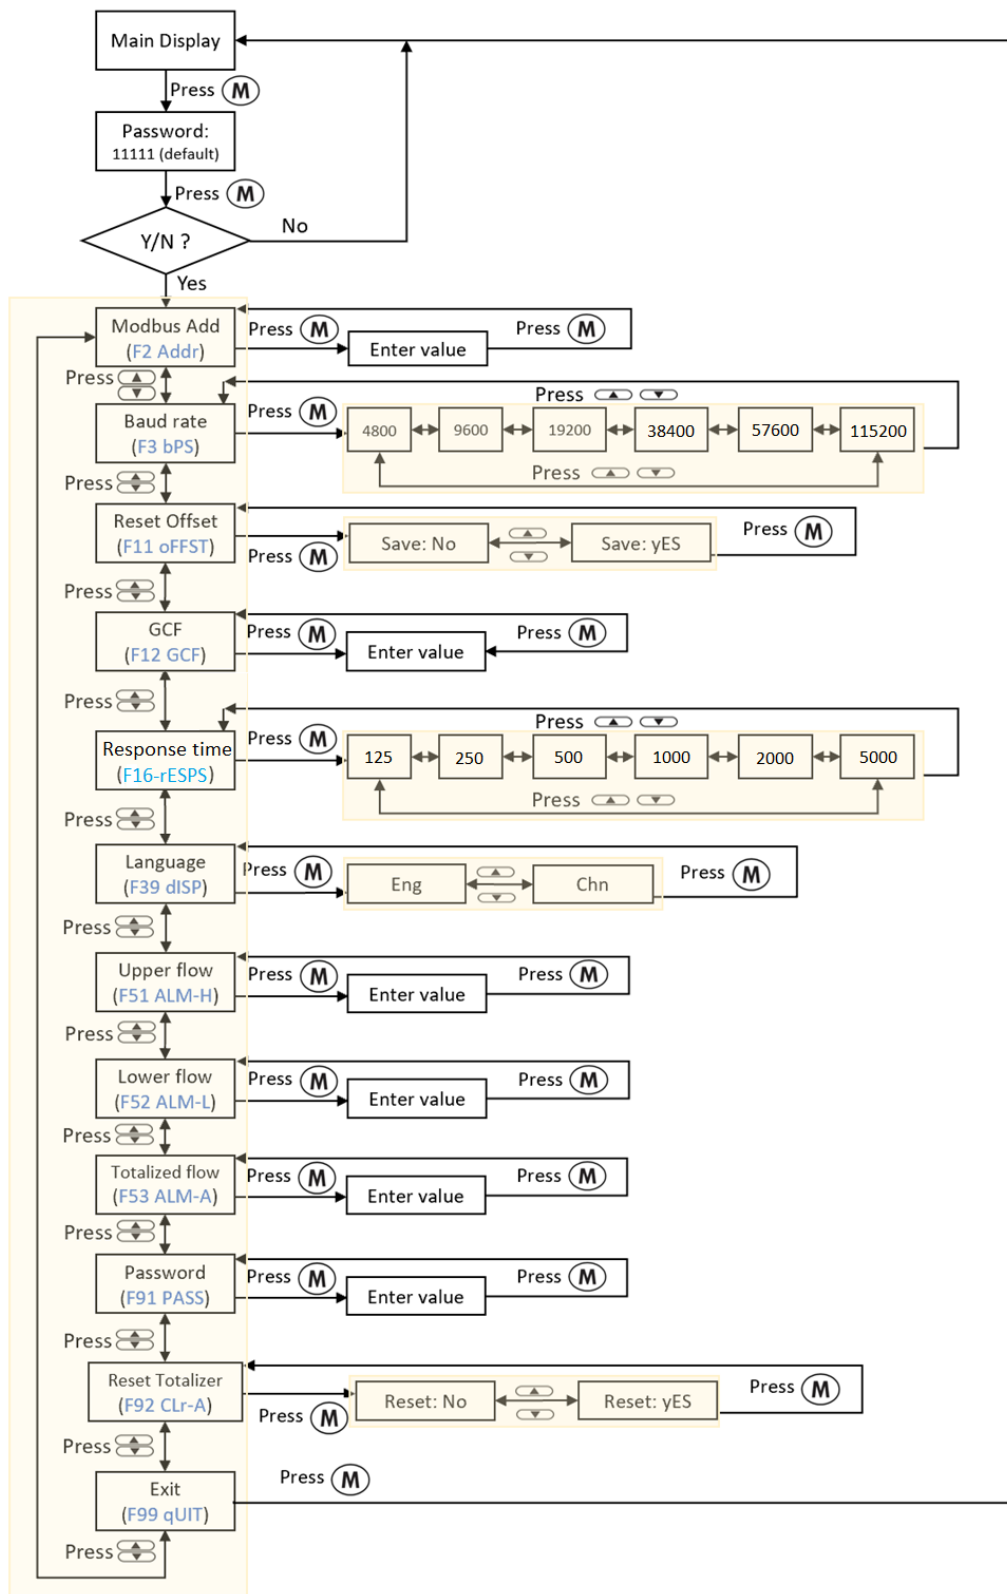 Main Display
Press M
Password:
11111 (default)
Press M
Y/N ?
No
Yes
Modbus Add
(F2 Addr)
Press M
Enter value
Press M
Press
Baud rate
(F3 bPS)
Press M
Press
4800
9600
19200
38400
57600
115200
Press
Press
Reset Offset
(F11 oFFST)
Press M
Save: No
Save: yES
Press M
Press
GCF
(F12 GCF)
Press M
Enter value
Press M
Press
Response time
(F16-rESPS)
Press M
Press
125
250
500
1000
2000
5000
Press
Press
Language
(F39 dISP)
Press M
Eng
Chn
Press M
Press
Upper flow
(F51 ALM-H)
Press M
Enter value
Press M
Press
Lower flow
(F52 ALM-L)
Press M
Enter value
Press M
Press
Totalized flow
(F53 ALM-A)
Press M
Enter value
Press M
Press
Password
(F91 PASS)
Press M
Enter value
Press M
Press
Reset Totalizer
(F92 CLr-A)
Press M
Reset: No
Reset: yES
Press M
Press
Exit
(F99 qUIT)
Press M
Press